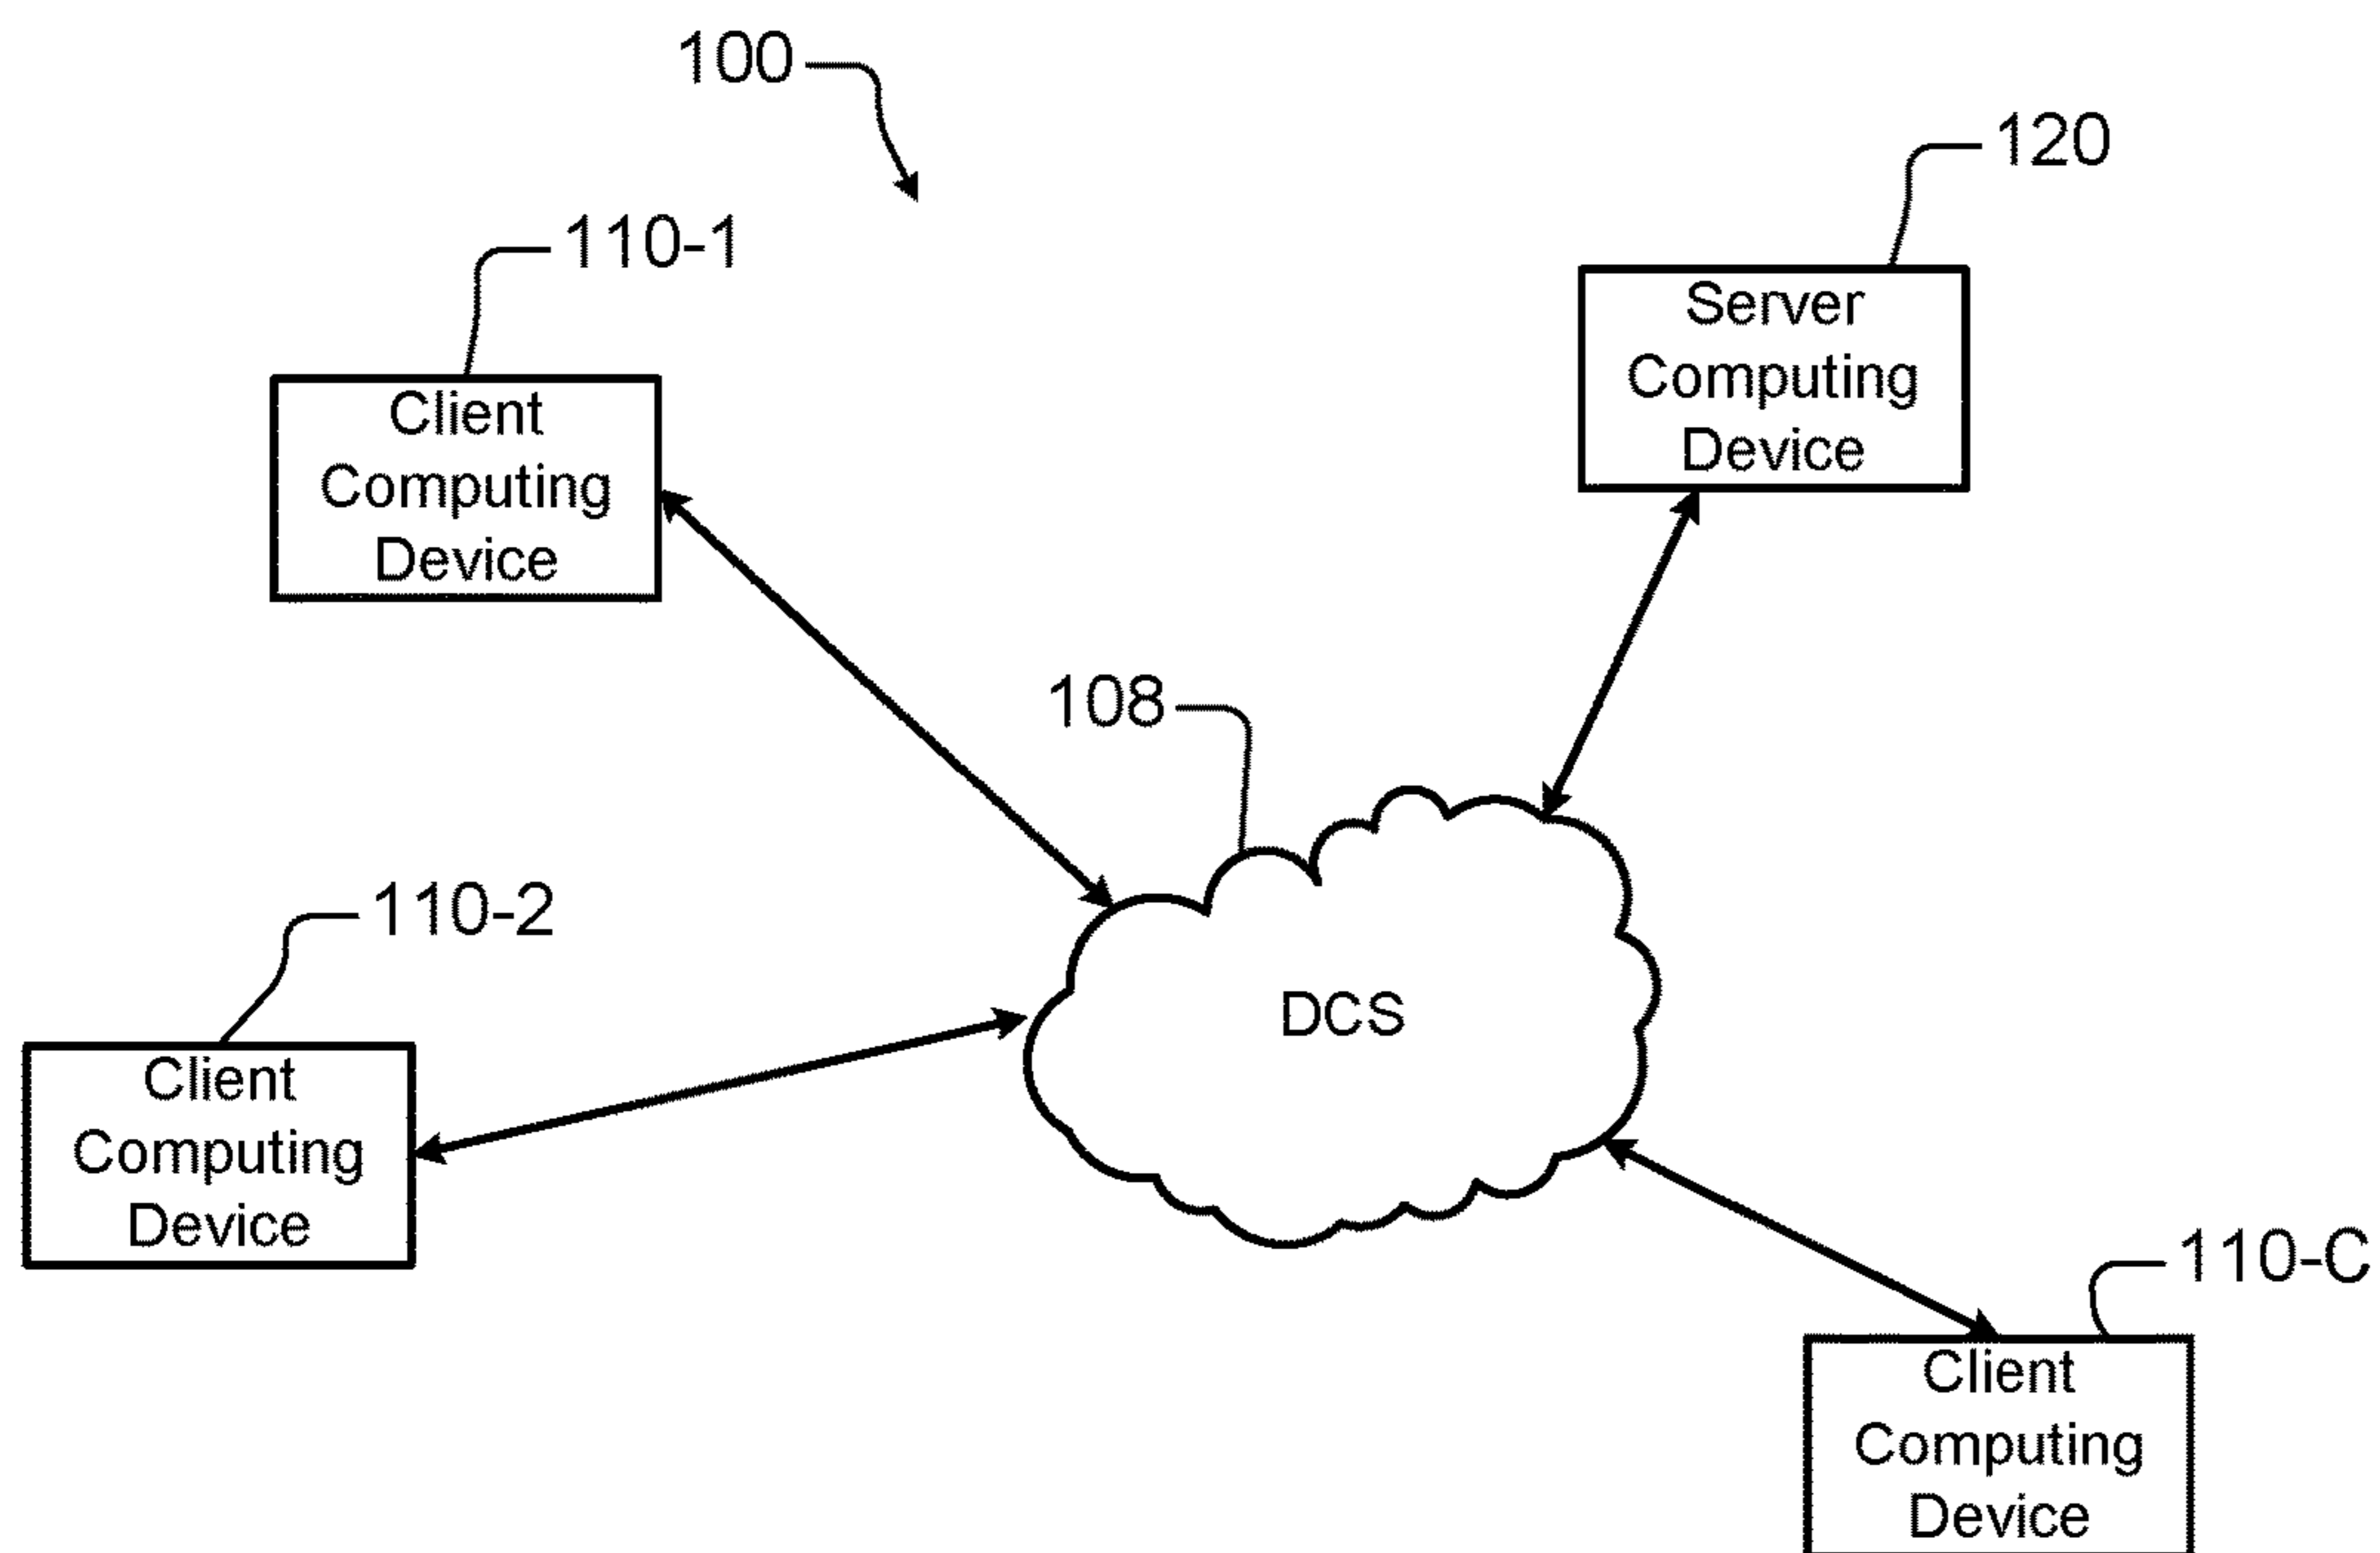 100
120
110-1
Server
Computing
Device
Client
Computing
Device
108
110-2
DCS
Client
Computing
Device
110-C
Client
Computing
Device